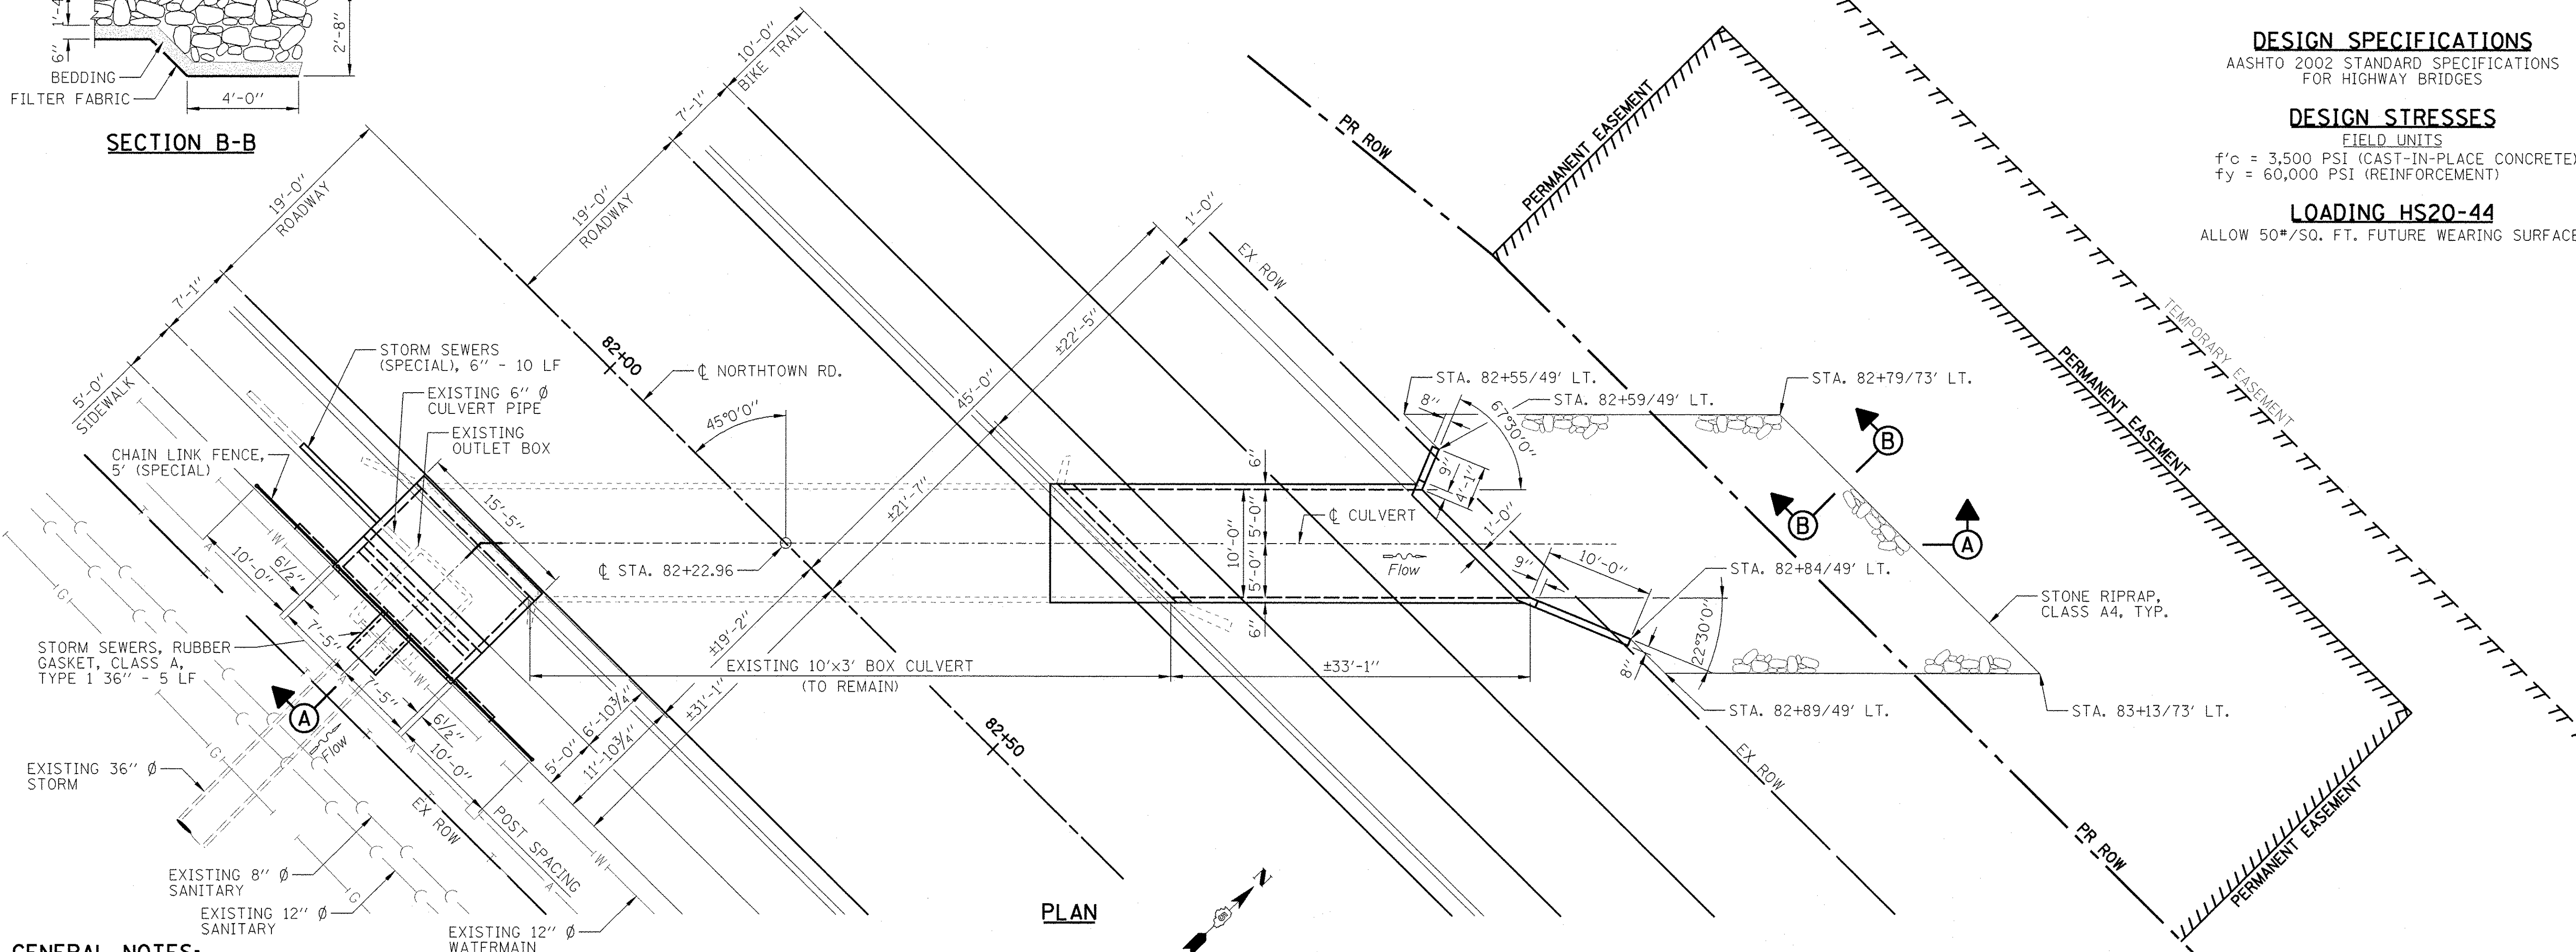 1'-4"
6"
2'-8"
BEDDING
FILTER FABRIC
4'-0"
SECTION B-B
19'-0"
ROADWAY
7'-1"
5'-0"
SIDEWALK
19'-0"
ROADWAY
7'-1"
10'-0"
BIKE TRAIL
DESIGN SPECIFICATIONS
AASHTO 2002 STANDARD SPECIFICATIONS
FOR HIGHWAY BRIDGES
DESIGN STRESSES
FIELD UNITS
f'c = 3,500 PSI (CAST-IN-PLACE CONCRETE)
fy = 60,000 PSI (REINFORCEMENT)
LOADING HS20-44
ALLOW 50#/SQ. FT. FUTURE WEARING SURFACE
PR ROW
PERMANENT EASEMENT
TEMPORARY EASEMENT
PERMANENT EASEMENT
PERMANENT EASEMENT
PR ROW
EX ROW
1'-0"
±22'-5"
45'-0"
±21'-7"
±19'-2"
±31'-1"
STORM SEWERS
(SPECIAL), 6" - 10 LF
EXISTING 6" Ø
CULVERT PIPE
EXISTING
OUTLET BOX
82+00
℄ NORTHTOWN RD.
45°0'0"
CHAIN LINK FENCE,
5' (SPECIAL)
15'-5"
℄ STA. 82+22.96
10'-0"
6½"
7'-5"
7'-5"
6½"
10'-0"
STORM SEWERS, RUBBER
GASKET, CLASS A,
TYPE 1 36" - 5 LF
A
Flow
EXISTING 36" Ø
STORM
EXISTING 8" Ø
SANITARY
EXISTING 12" Ø
SANITARY
EXISTING 12" Ø
WATERMAIN
EX ROW
POST SPACING
5'-0"
6'-10¾"
11'-10¾"
A
A
A
A
W
W
W
G
G
G
G
EXISTING 10'x3' BOX CULVERT
(TO REMAIN)
±33'-1"
82+50
6"
10'-0"
5'-0"
5'-0"
6"
℄ CULVERT
Flow
STA. 82+55/49' LT.
STA. 82+59/49' LT.
STA. 82+79/73' LT.
8"
67°30'0"
9"
4'-1"
1'-0"
9"
10'-0"
STA. 82+84/49' LT.
22°30'0"
8"
STA. 82+89/49' LT.
STA. 83+13/73' LT.
STONE RIPRAP,
CLASS A4, TYP.
B
B
A
EX ROW
PLAN
N
GENERAL NOTES: